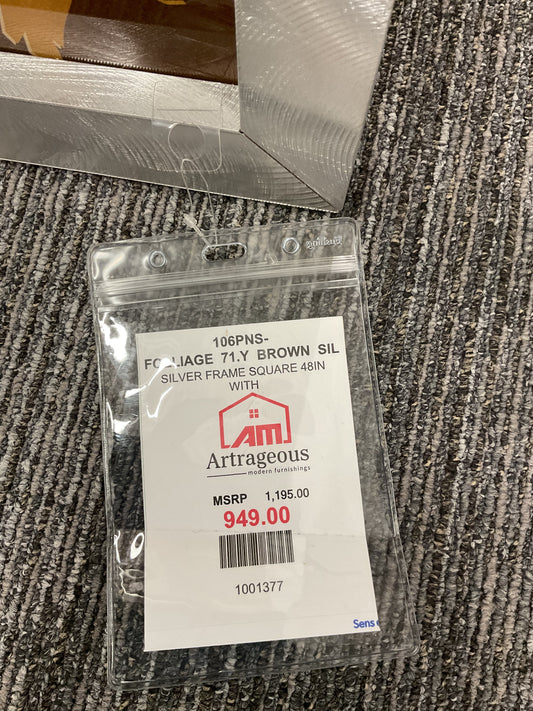 106PNS-
FOLIAGE 71.Y BROWN SIL
SILVER FRAME SQUARE 48IN
WITH
AM
Artrageous
modern furnishings
MSRP 1,195.00
949.00
1001377
Sens